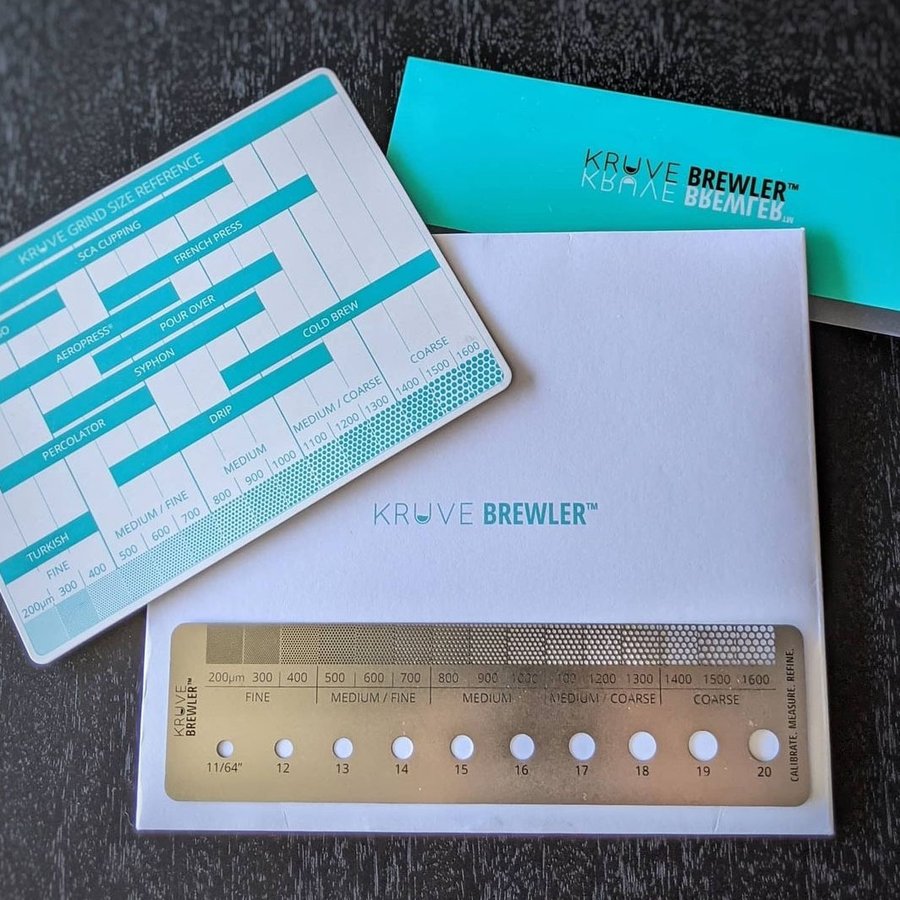 KRUVE GRIND SIZE REFERENCE
SCA CUPPING
FRENCH PRESS
AEROPRESS®
POUR OVER
SYPHON
COLD BREW
PERCOLATOR
DRIP
TURKISH
FINE
MEDIUM / FINE
MEDIUM
MEDIUM / COARSE
COARSE
200µm 300 400 500 600 700 800 900 1000 1100 1200 1300 1400 1500 1600
KRUVE BREWLER™
KRUVE BREWLER™
KRUVE BREWLER™
KRUVE
BREWLER™
200µm 300 400 500 600 700 800 900 1000 1100 1200 1300 1400 1500 1600
FINE MEDIUM / FINE MEDIUM MEDIUM / COARSE COARSE
11/64" 12 13 14 15 16 17 18 19 20
CALIBRATE. MEASURE. REFINE.